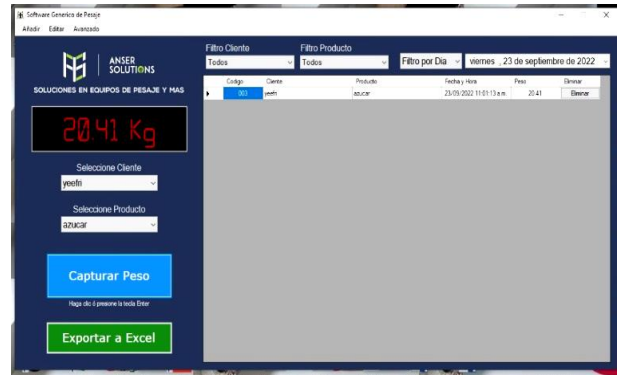 Software Generico de Pesaje
Añadir Editar Avanzado
ANSER
SOLUTIONS
SOLUCIONES EN EQUIPOS DE PESAJE Y MAS
20.41 Kg
Seleccione Cliente
yeefri
Seleccione Producto
azucar
Capturar Peso
Haga clic ó presione la tecla Enter
Exportar a Excel
Filtro Cliente Filtro Producto
Todos Todos Filtro por Dia viernes , 23 de septiembre de 2022
Codigo Cliente Producto Fecha y Hora Peso Eliminar
003 yeefri azucar 23/09/2022 11:01:13 a.m. 20.41 Eliminar